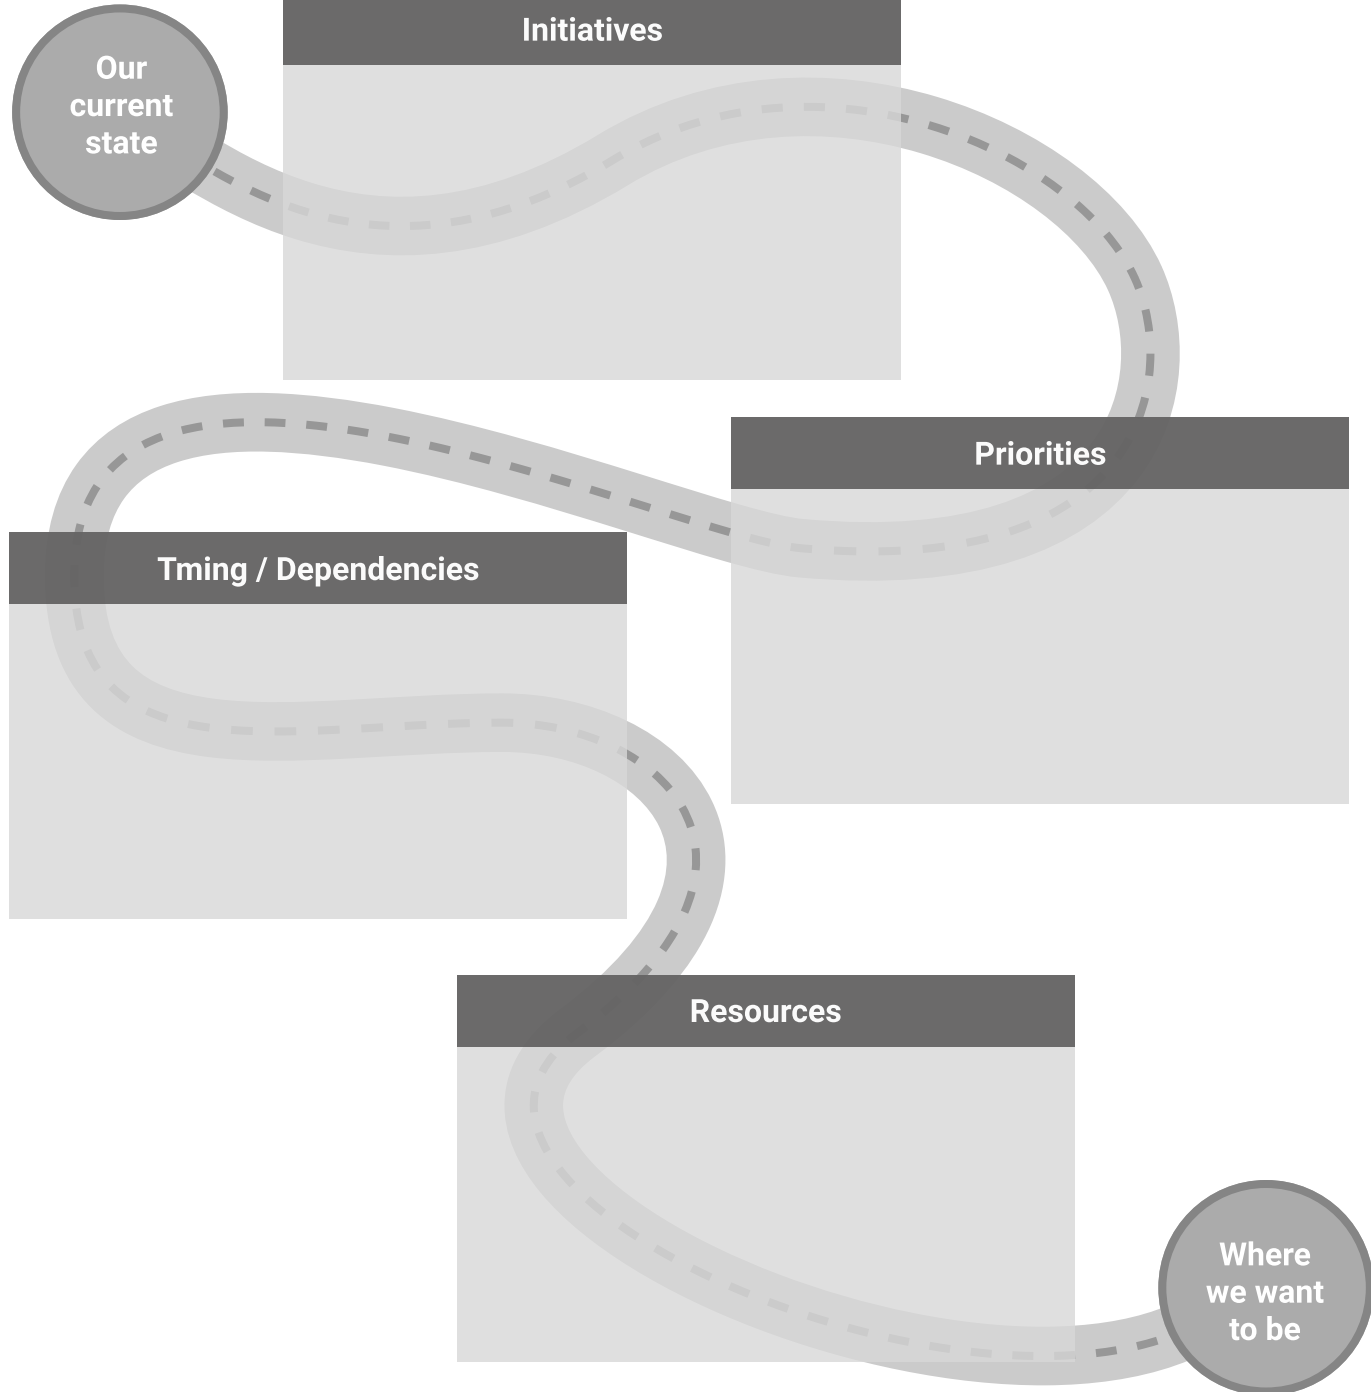 Our
current
state
Initiatives
Priorities
Tming / Dependencies
Resources
Where
we want
to be